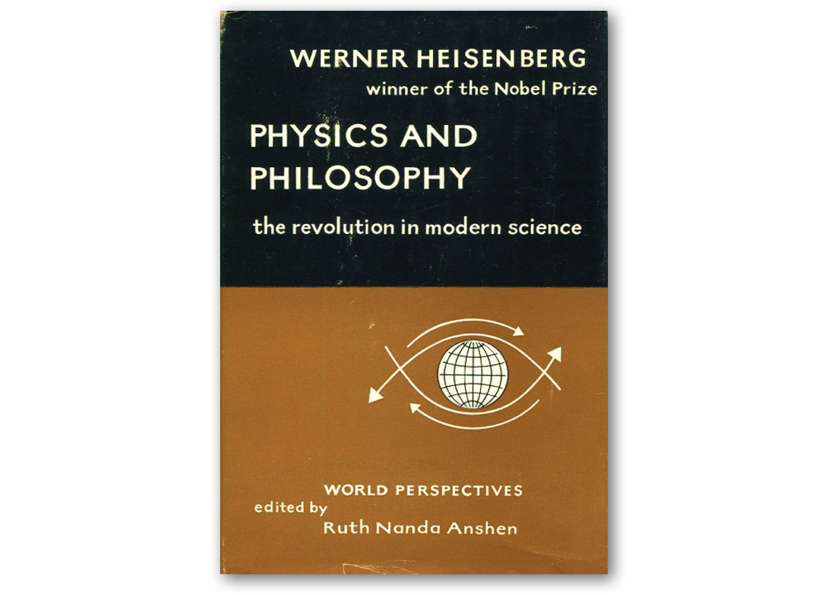 WERNER HEISENBERG
winner of the Nobel Prize
PHYSICS AND
PHILOSOPHY
the revolution in modern science
WORLD PERSPECTIVES
edited by
Ruth Nanda Anshen